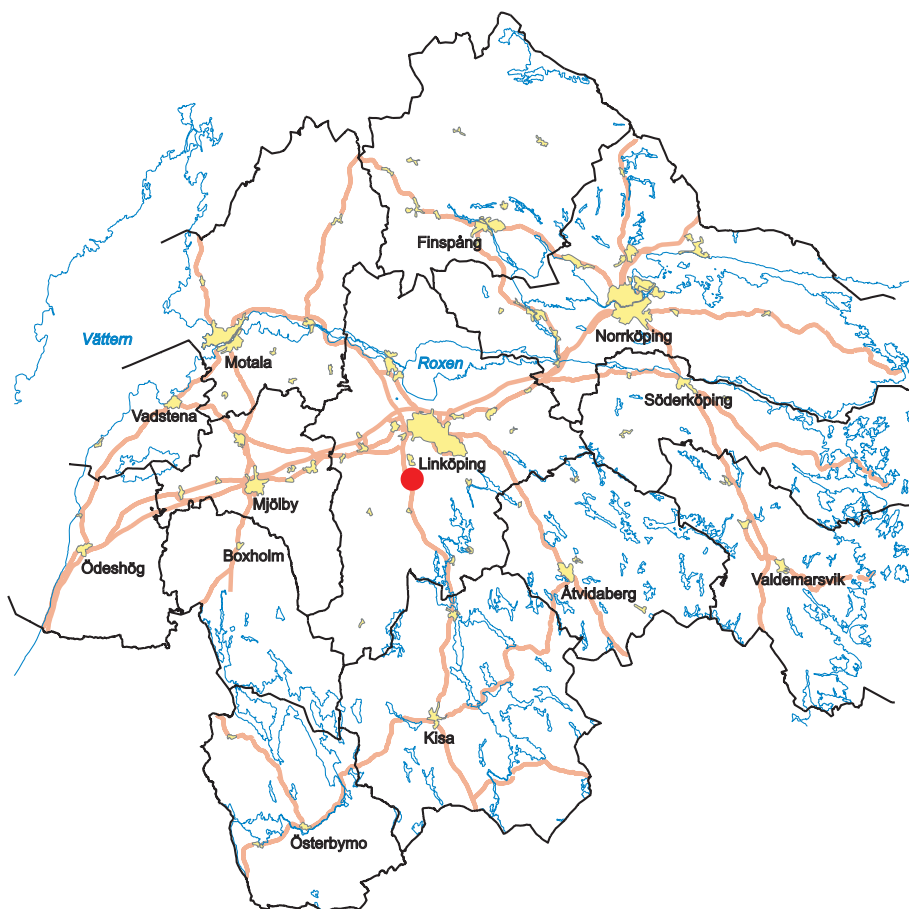 Finspång
Norrköping
Vättern
Motala
Roxen
Söderköping
Vadstena
Linköping
Mjölby
Boxholm
Ödeshög
Valdemarsvik
Åtvidaberg
Kisa
Österbymo